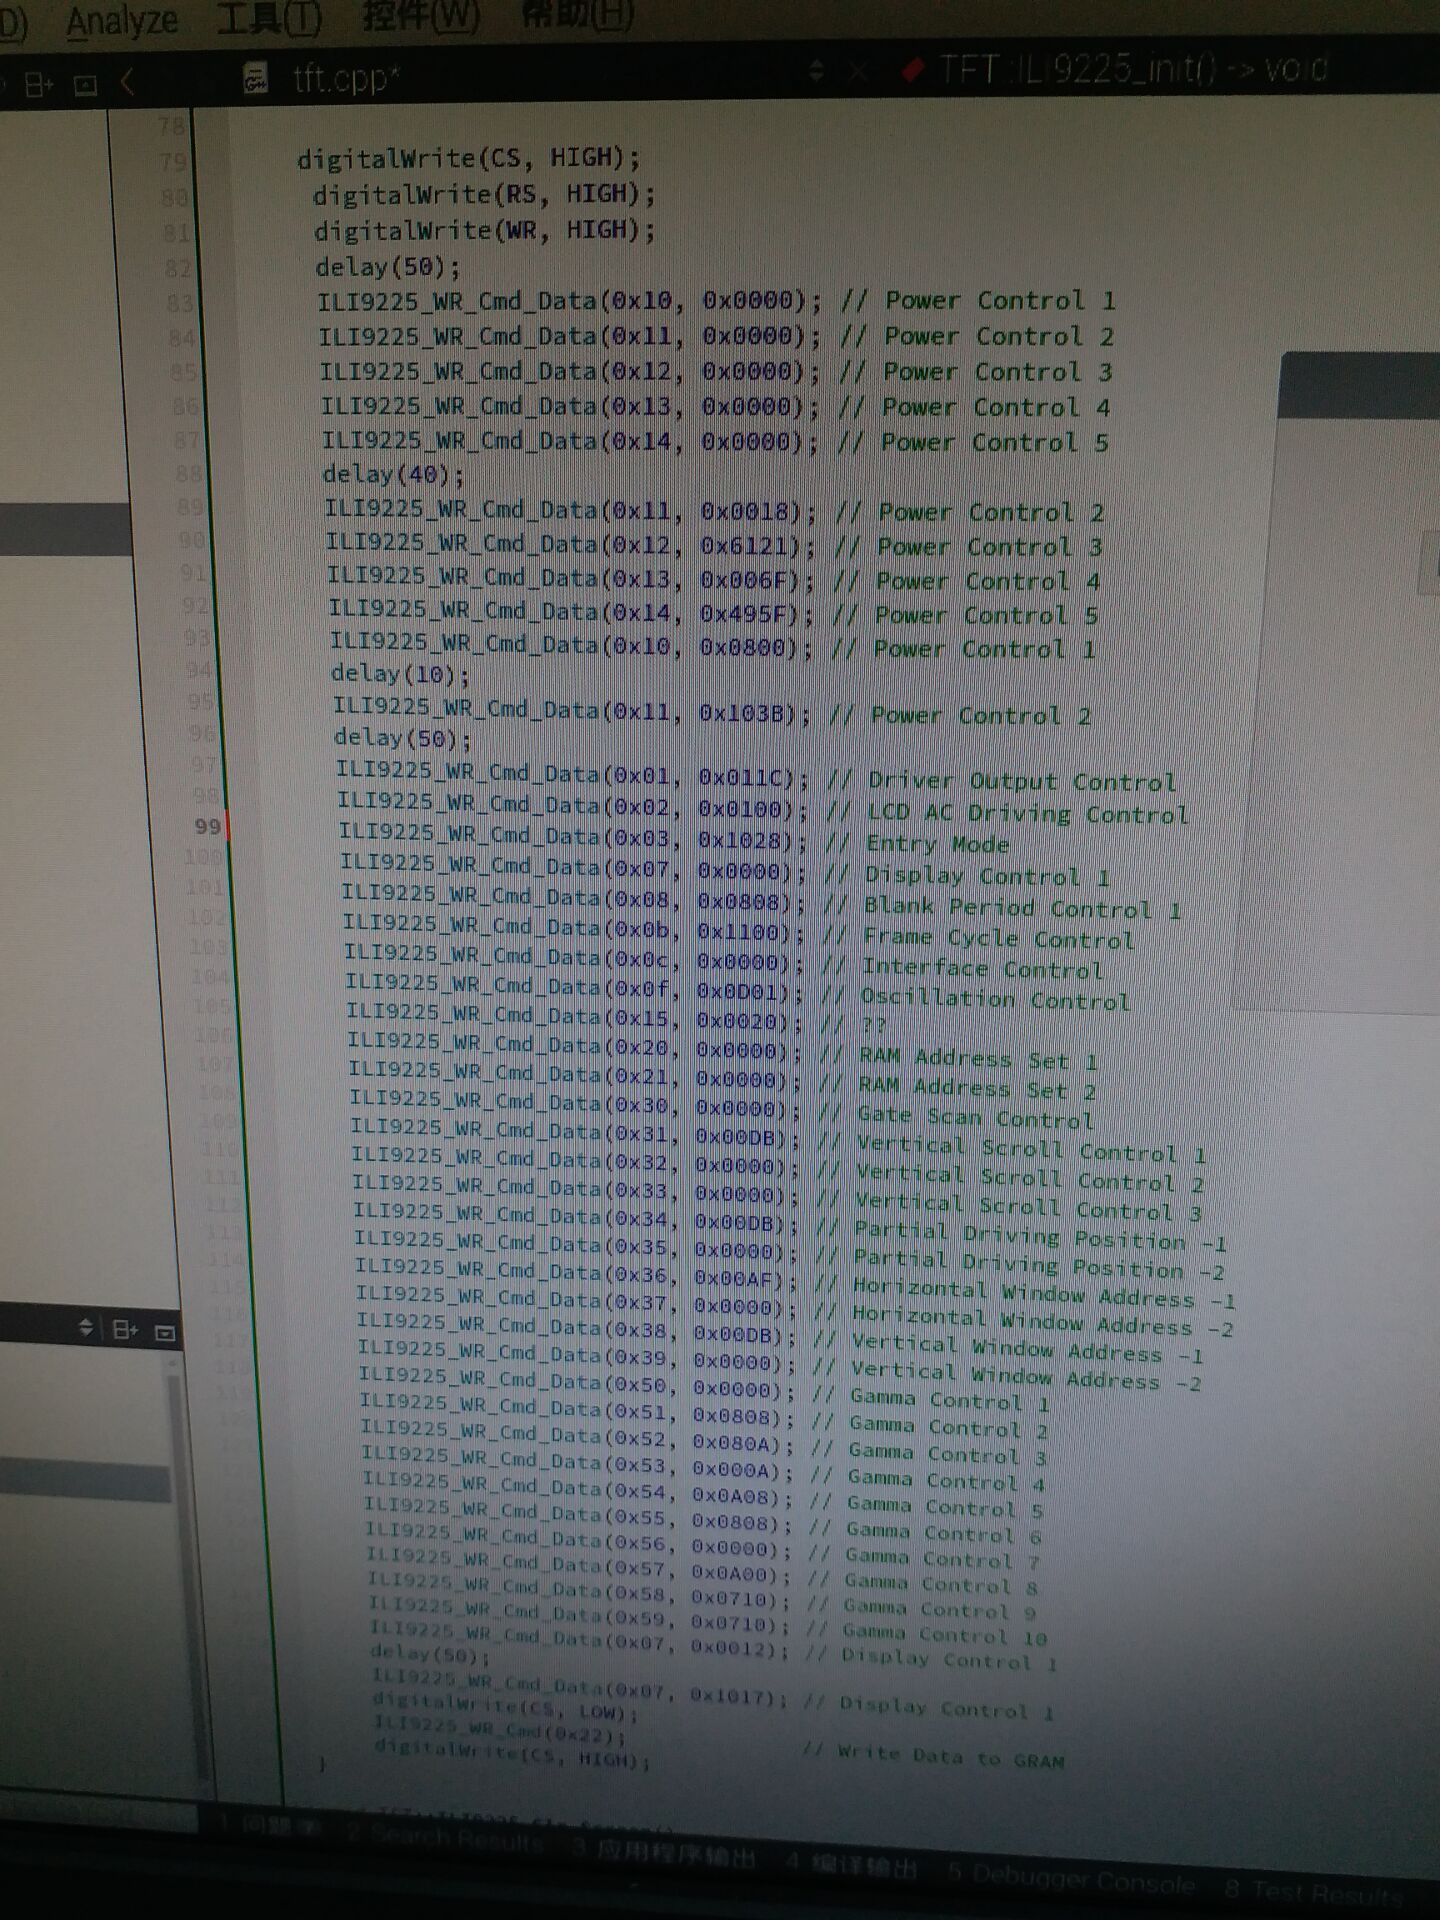 D) Analyze 工具(T) 控件(W) 帮助(H)
tft.cpp* TFT::ILI9225_init() -> void
78
79 digitalWrite(CS, HIGH);
80 digitalWrite(RS, HIGH);
81 digitalWrite(WR, HIGH);
82 delay(50);
83 ILI9225_WR_Cmd_Data(0x10, 0x0000); // Power Control 1
84 ILI9225_WR_Cmd_Data(0x11, 0x0000); // Power Control 2
85 ILI9225_WR_Cmd_Data(0x12, 0x0000); // Power Control 3
86 ILI9225_WR_Cmd_Data(0x13, 0x0000); // Power Control 4
87 ILI9225_WR_Cmd_Data(0x14, 0x0000); // Power Control 5
88 delay(40);
89 ILI9225_WR_Cmd_Data(0x11, 0x0018); // Power Control 2
90 ILI9225_WR_Cmd_Data(0x12, 0x6121); // Power Control 3
91 ILI9225_WR_Cmd_Data(0x13, 0x006F); // Power Control 4
92 ILI9225_WR_Cmd_Data(0x14, 0x495F); // Power Control 5
93 ILI9225_WR_Cmd_Data(0x10, 0x0800); // Power Control 1
94 delay(10);
95 ILI9225_WR_Cmd_Data(0x11, 0x103B); // Power Control 2
96 delay(50);
97 ILI9225_WR_Cmd_Data(0x01, 0x011C); // Driver Output Control
98 ILI9225_WR_Cmd_Data(0x02, 0x0100); // LCD AC Driving Control
99 ILI9225_WR_Cmd_Data(0x03, 0x1028); // Entry Mode
100 ILI9225_WR_Cmd_Data(0x07, 0x0000); // Display Control 1
101 ILI9225_WR_Cmd_Data(0x08, 0x0808); // Blank Period Control 1
102 ILI9225_WR_Cmd_Data(0x0b, 0x1100); // Frame Cycle Control
103 ILI9225_WR_Cmd_Data(0x0c, 0x0000); // Interface Control
104 ILI9225_WR_Cmd_Data(0x0f, 0x0D01); // Oscillation Control
105 ILI9225_WR_Cmd_Data(0x15, 0x0020); // ??
106 ILI9225_WR_Cmd_Data(0x20, 0x0000); // RAM Address Set 1
107 ILI9225_WR_Cmd_Data(0x21, 0x0000); // RAM Address Set 2
108 ILI9225_WR_Cmd_Data(0x30, 0x0000); // Gate Scan Control
109 ILI9225_WR_Cmd_Data(0x31, 0x00DB); // Vertical Scroll Control 1
110 ILI9225_WR_Cmd_Data(0x32, 0x0000); // Vertical Scroll Control 2
111 ILI9225_WR_Cmd_Data(0x33, 0x0000); // Vertical Scroll Control 3
112 ILI9225_WR_Cmd_Data(0x34, 0x00DB); // Partial Driving Position -1
113 ILI9225_WR_Cmd_Data(0x35, 0x0000); // Partial Driving Position -2
114 ILI9225_WR_Cmd_Data(0x36, 0x00AF); // Horizontal Window Address -1
115 ILI9225_WR_Cmd_Data(0x37, 0x0000); // Horizontal Window Address -2
116 ILI9225_WR_Cmd_Data(0x38, 0x00DB); // Vertical Window Address -1
117 ILI9225_WR_Cmd_Data(0x39, 0x0000); // Vertical Window Address -2
ILI9225_WR_Cmd_Data(0x50, 0x0000); // Gamma Control 1
ILI9225_WR_Cmd_Data(0x51, 0x0808); // Gamma Control 2
ILI9225_WR_Cmd_Data(0x52, 0x080A); // Gamma Control 3
ILI9225_WR_Cmd_Data(0x53, 0x000A); // Gamma Control 4
ILI9225_WR_Cmd_Data(0x54, 0x0A08); // Gamma Control 5
ILI9225_WR_Cmd_Data(0x55, 0x0808); // Gamma Control 6
ILI9225_WR_Cmd_Data(0x56, 0x0000); // Gamma Control 7
ILI9225_WR_Cmd_Data(0x57, 0x0A00); // Gamma Control 8
ILI9225_WR_Cmd_Data(0x58, 0x0710); // Gamma Control 9
ILI9225_WR_Cmd_Data(0x59, 0x0710); // Gamma Control 10
ILI9225_WR_Cmd_Data(0x07, 0x0012); // Display Control 1
delay(50);
ILI9225_WR_Cmd_Data(0x07, 0x1017); // Display Control 1
digitalWrite(CS, LOW);
ILI9225_WR_Cmd(0x22); // Write Data to GRAM
digitalWrite(CS, HIGH);
}
1 问题 2 Search Results 3 应用程序输出 4 编译输出 5 Debugger Console 8 Test Results